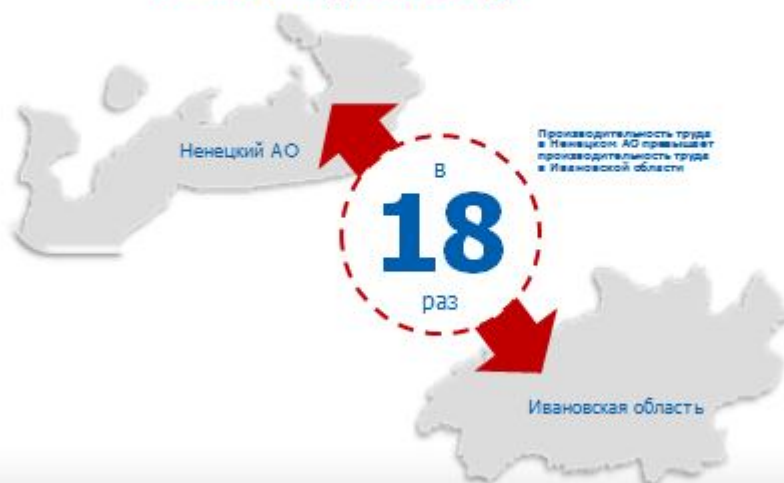 Ненецкий АО
Производительность труда
в Ненецком АО превышает
производительность труда
в Ивановской области
в
18
раз
Ивановская область